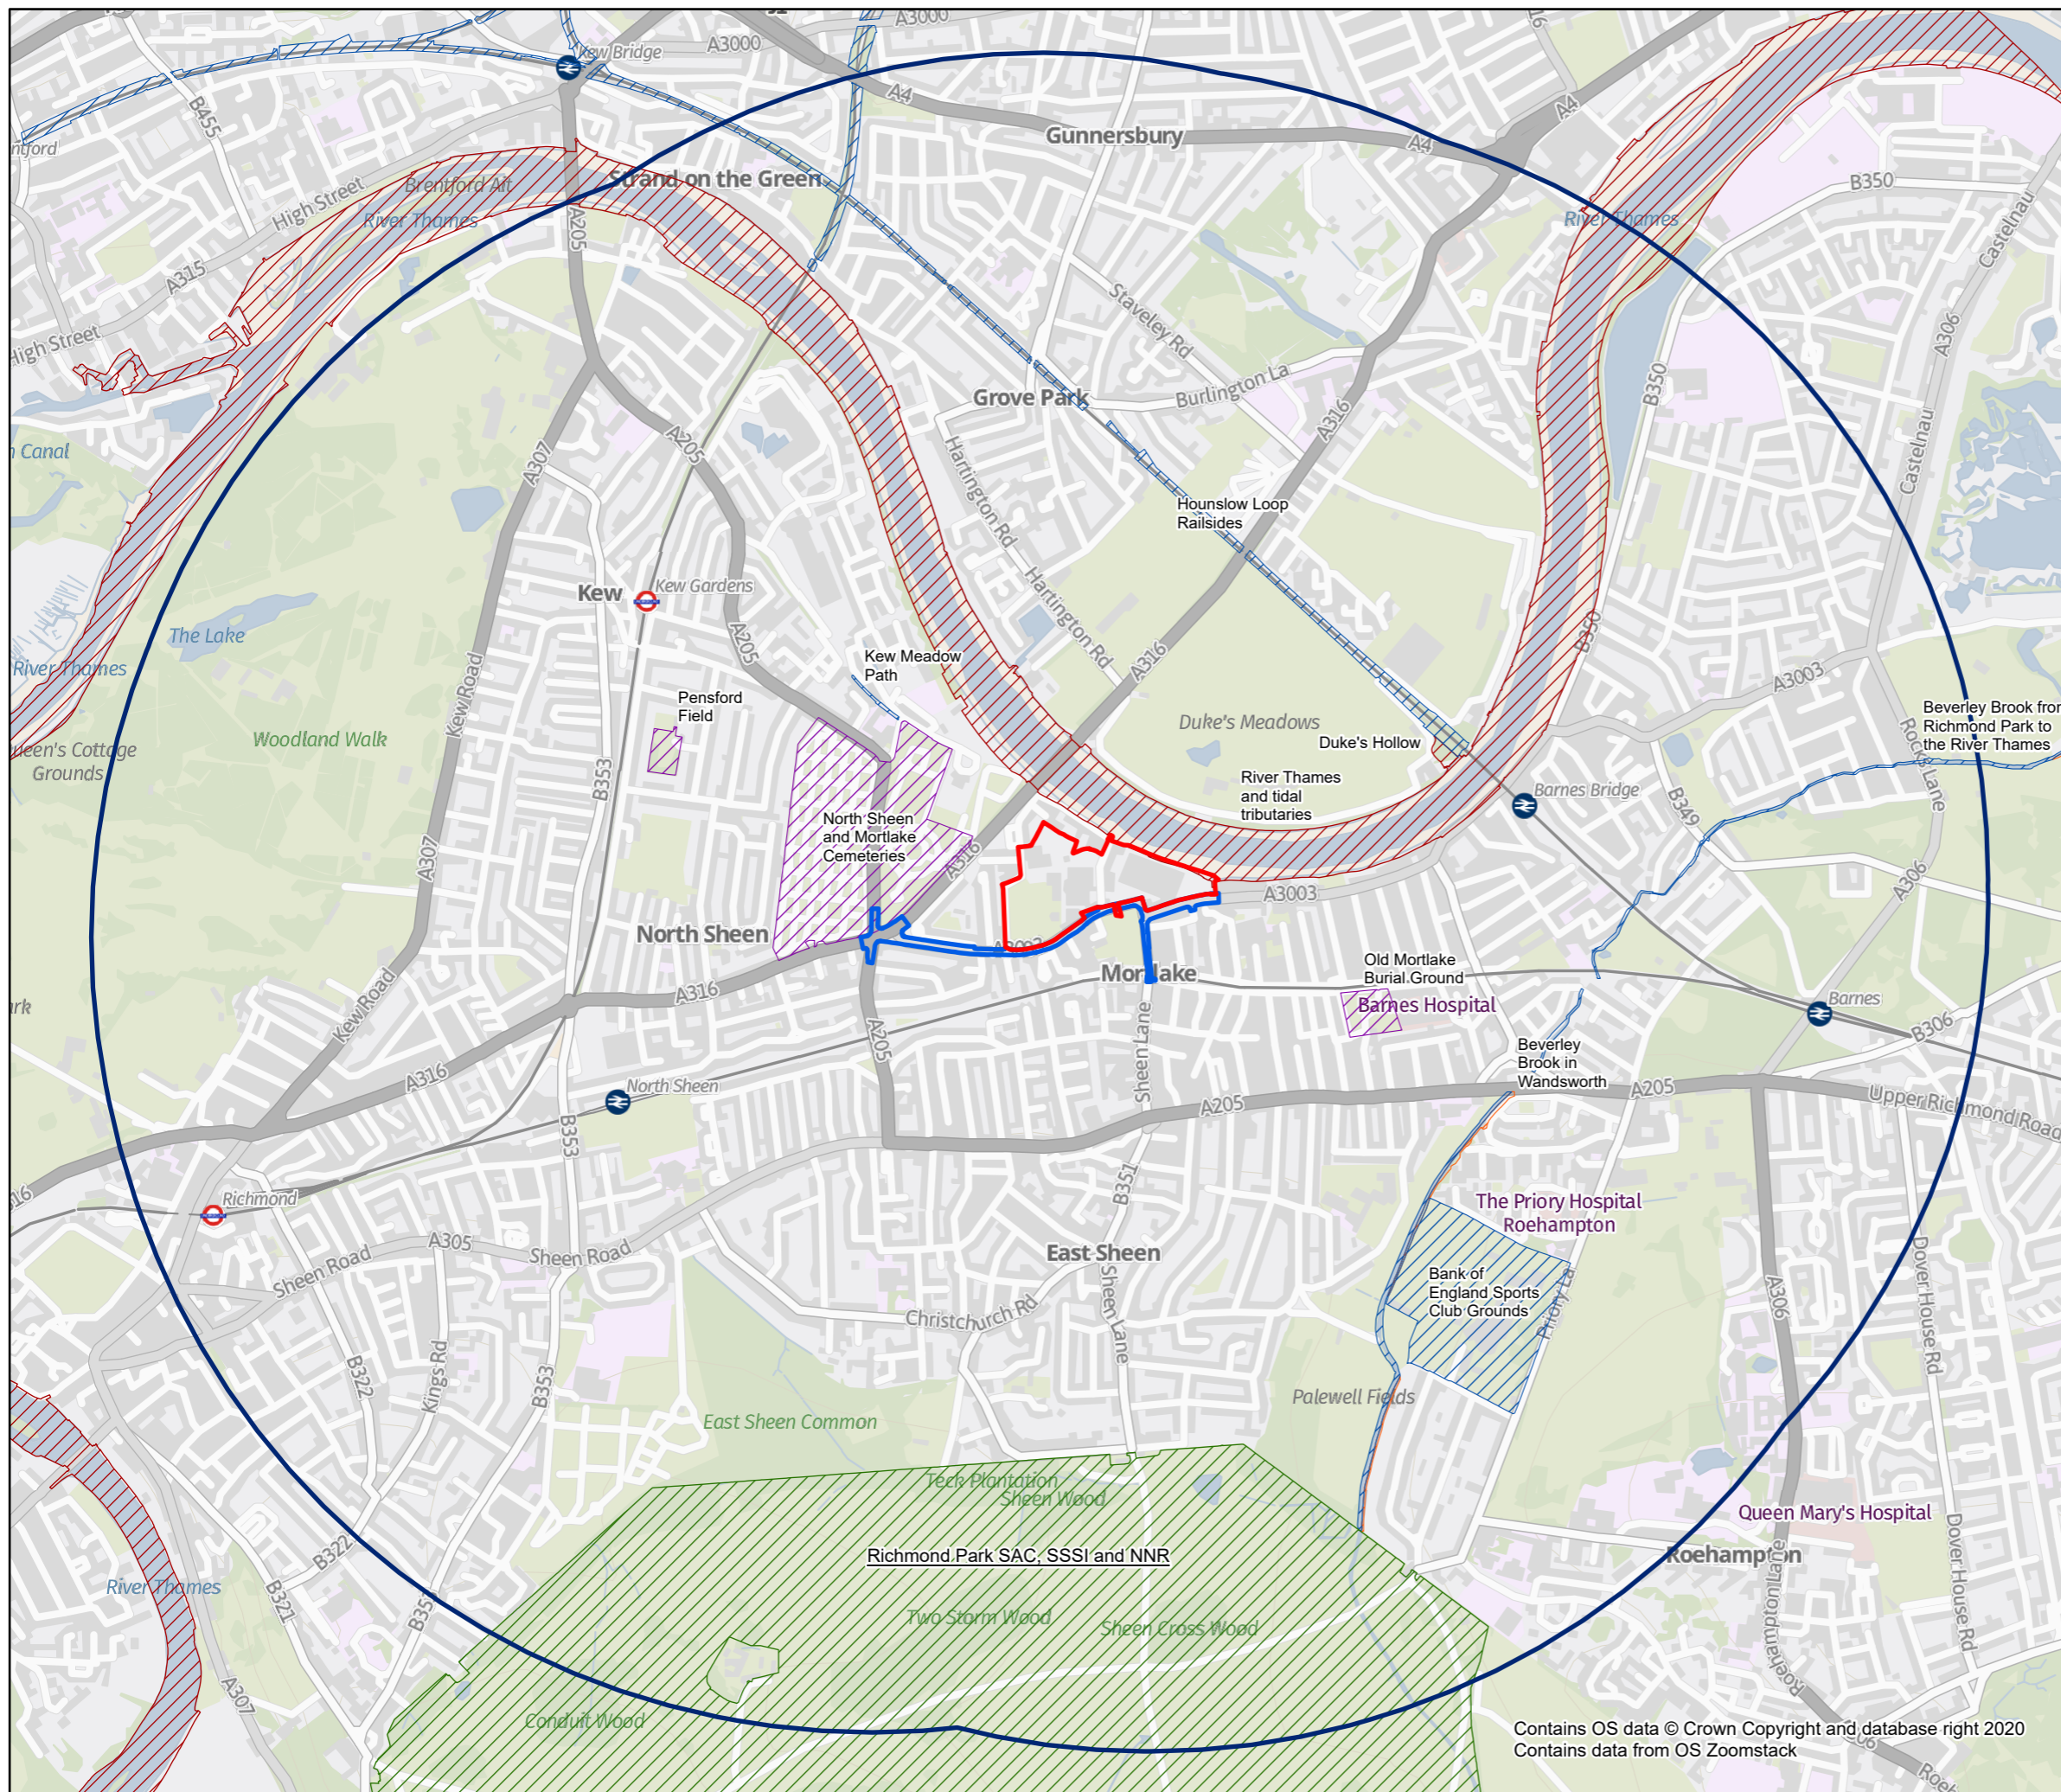 A3000
A3000
Kew Bridge
A4
A4
A4
B455
Gunnersbury
Strand on the Green
Brentford Ait
High Street
River Thames
A205
B350
River Thames
Castelnau
A315
High Street
Staveley Rd
A306
Grove Park
Burlington La
B350
A316
Canal
A307
A205
Hartington Rd
Castelnau
Hounslow Loop
Railsides
Kew
Kew Gardens
Hartington Rd
The Lake
A205
B350
River Thames
Kew Road
Kew Meadow
Path
A316
A3003
Pensford
Field
Duke's Meadows
Beverley Brook from
Richmond Park to
the River Thames
Rocks Lane
Woodland Walk
Queen's Cottage
Grounds
Duke's Hollow
B353
River Thames
and tidal
tributaries
Barnes Bridge
B349
North Sheen
and Mortlake
Cemeteries
A307
A316
A306
A3003
North Sheen
A3003
Mortlake
Old Mortlake
Burial Ground
Barnes Hospital
A316
Kew Road
Barnes
B306
A205
Sheen Lane
Beverley
Brook in
Wandsworth
A316
North Sheen
A205
A205
Upper Richmond Road
B353
B351
Richmond
The Priory Hospital
Roehampton
A305
Sheen Road
Sheen Road
East Sheen
Dover House Rd
Bank of
England Sports
Club Grounds
Priory La
A306
Christchurch Rd
Sheen Lane
B322
Kings Rd
B353
Palewell Fields
East Sheen Common
Teck Plantation
Sheen Wood
Queen Mary's Hospital
Richmond Park SAC, SSSI and NNR
Roehampton
Dover House Rd
B322
River Thames
B321
Two Storm Wood
Sheen Cross Wood
Roehampton Lane
A307
Conduit Wood
Contains OS data © Crown Copyright and database right 2020
Contains data from OS Zoomstack